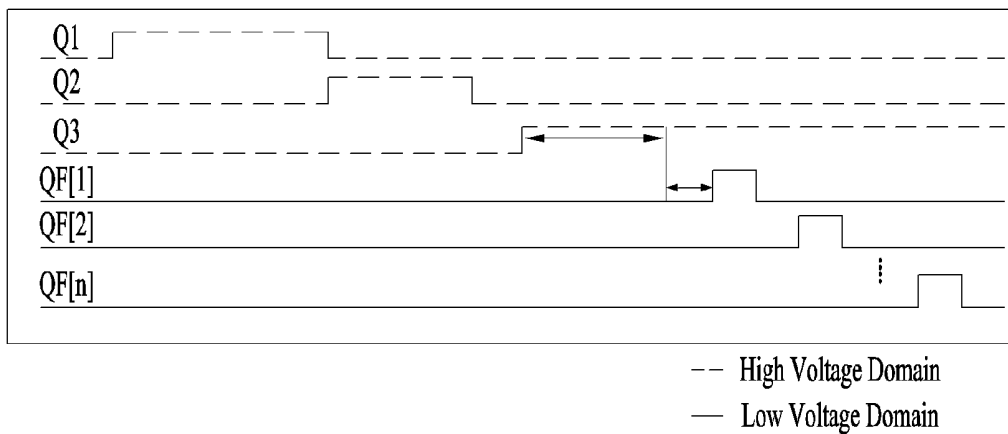 Q1
Q2
Q3
QF[1]
QF[2]
QF[n]
High Voltage Domain
Low Voltage Domain